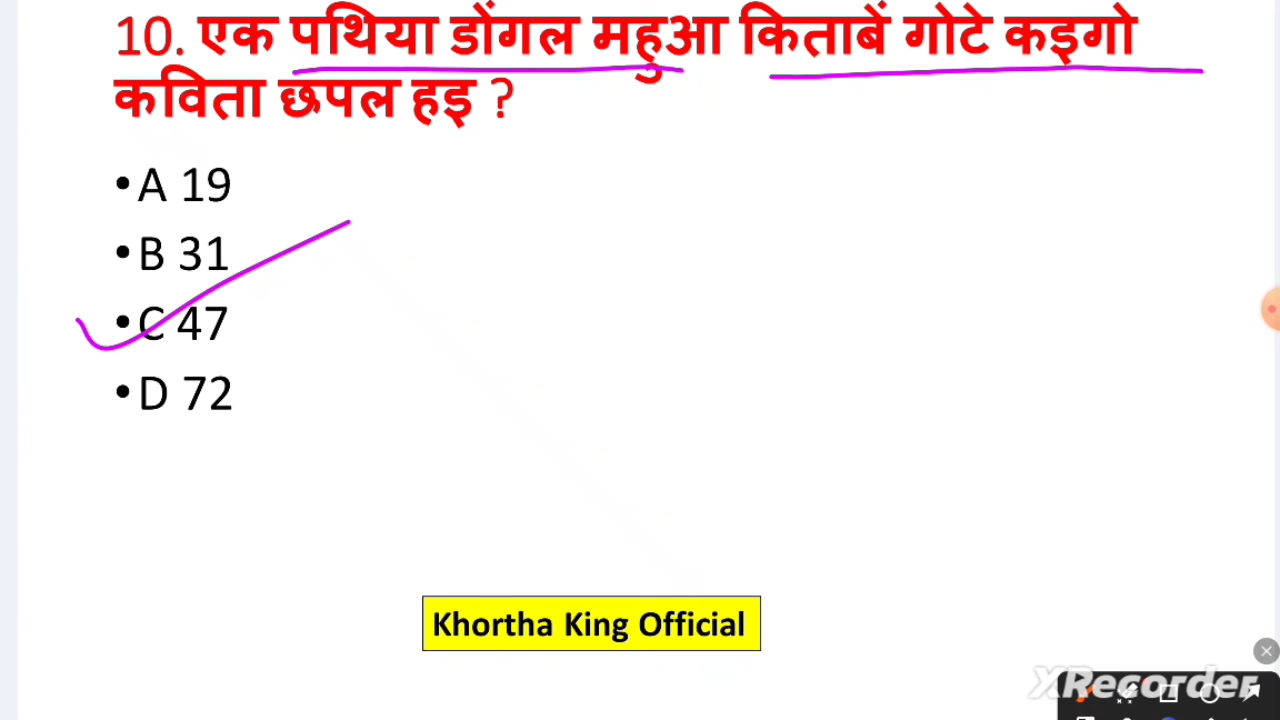 10. एक पथिया डोंगल महुआ किताबें गोटे कइगो
कविता छपल हइ ?
•A 19
•B 31
•C 47
•D 72
Khortha King Official
XRecorder